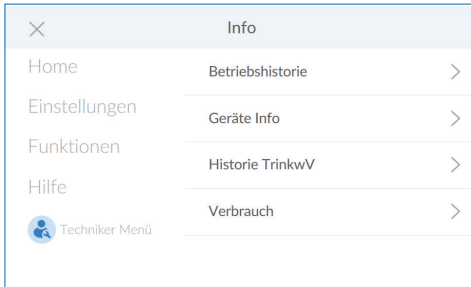 Info
Home
Einstellungen
Funktionen
Hilfe
Techniker Menü
Betriebshistorie
Geräte Info
Historie TrinkwV
Verbrauch